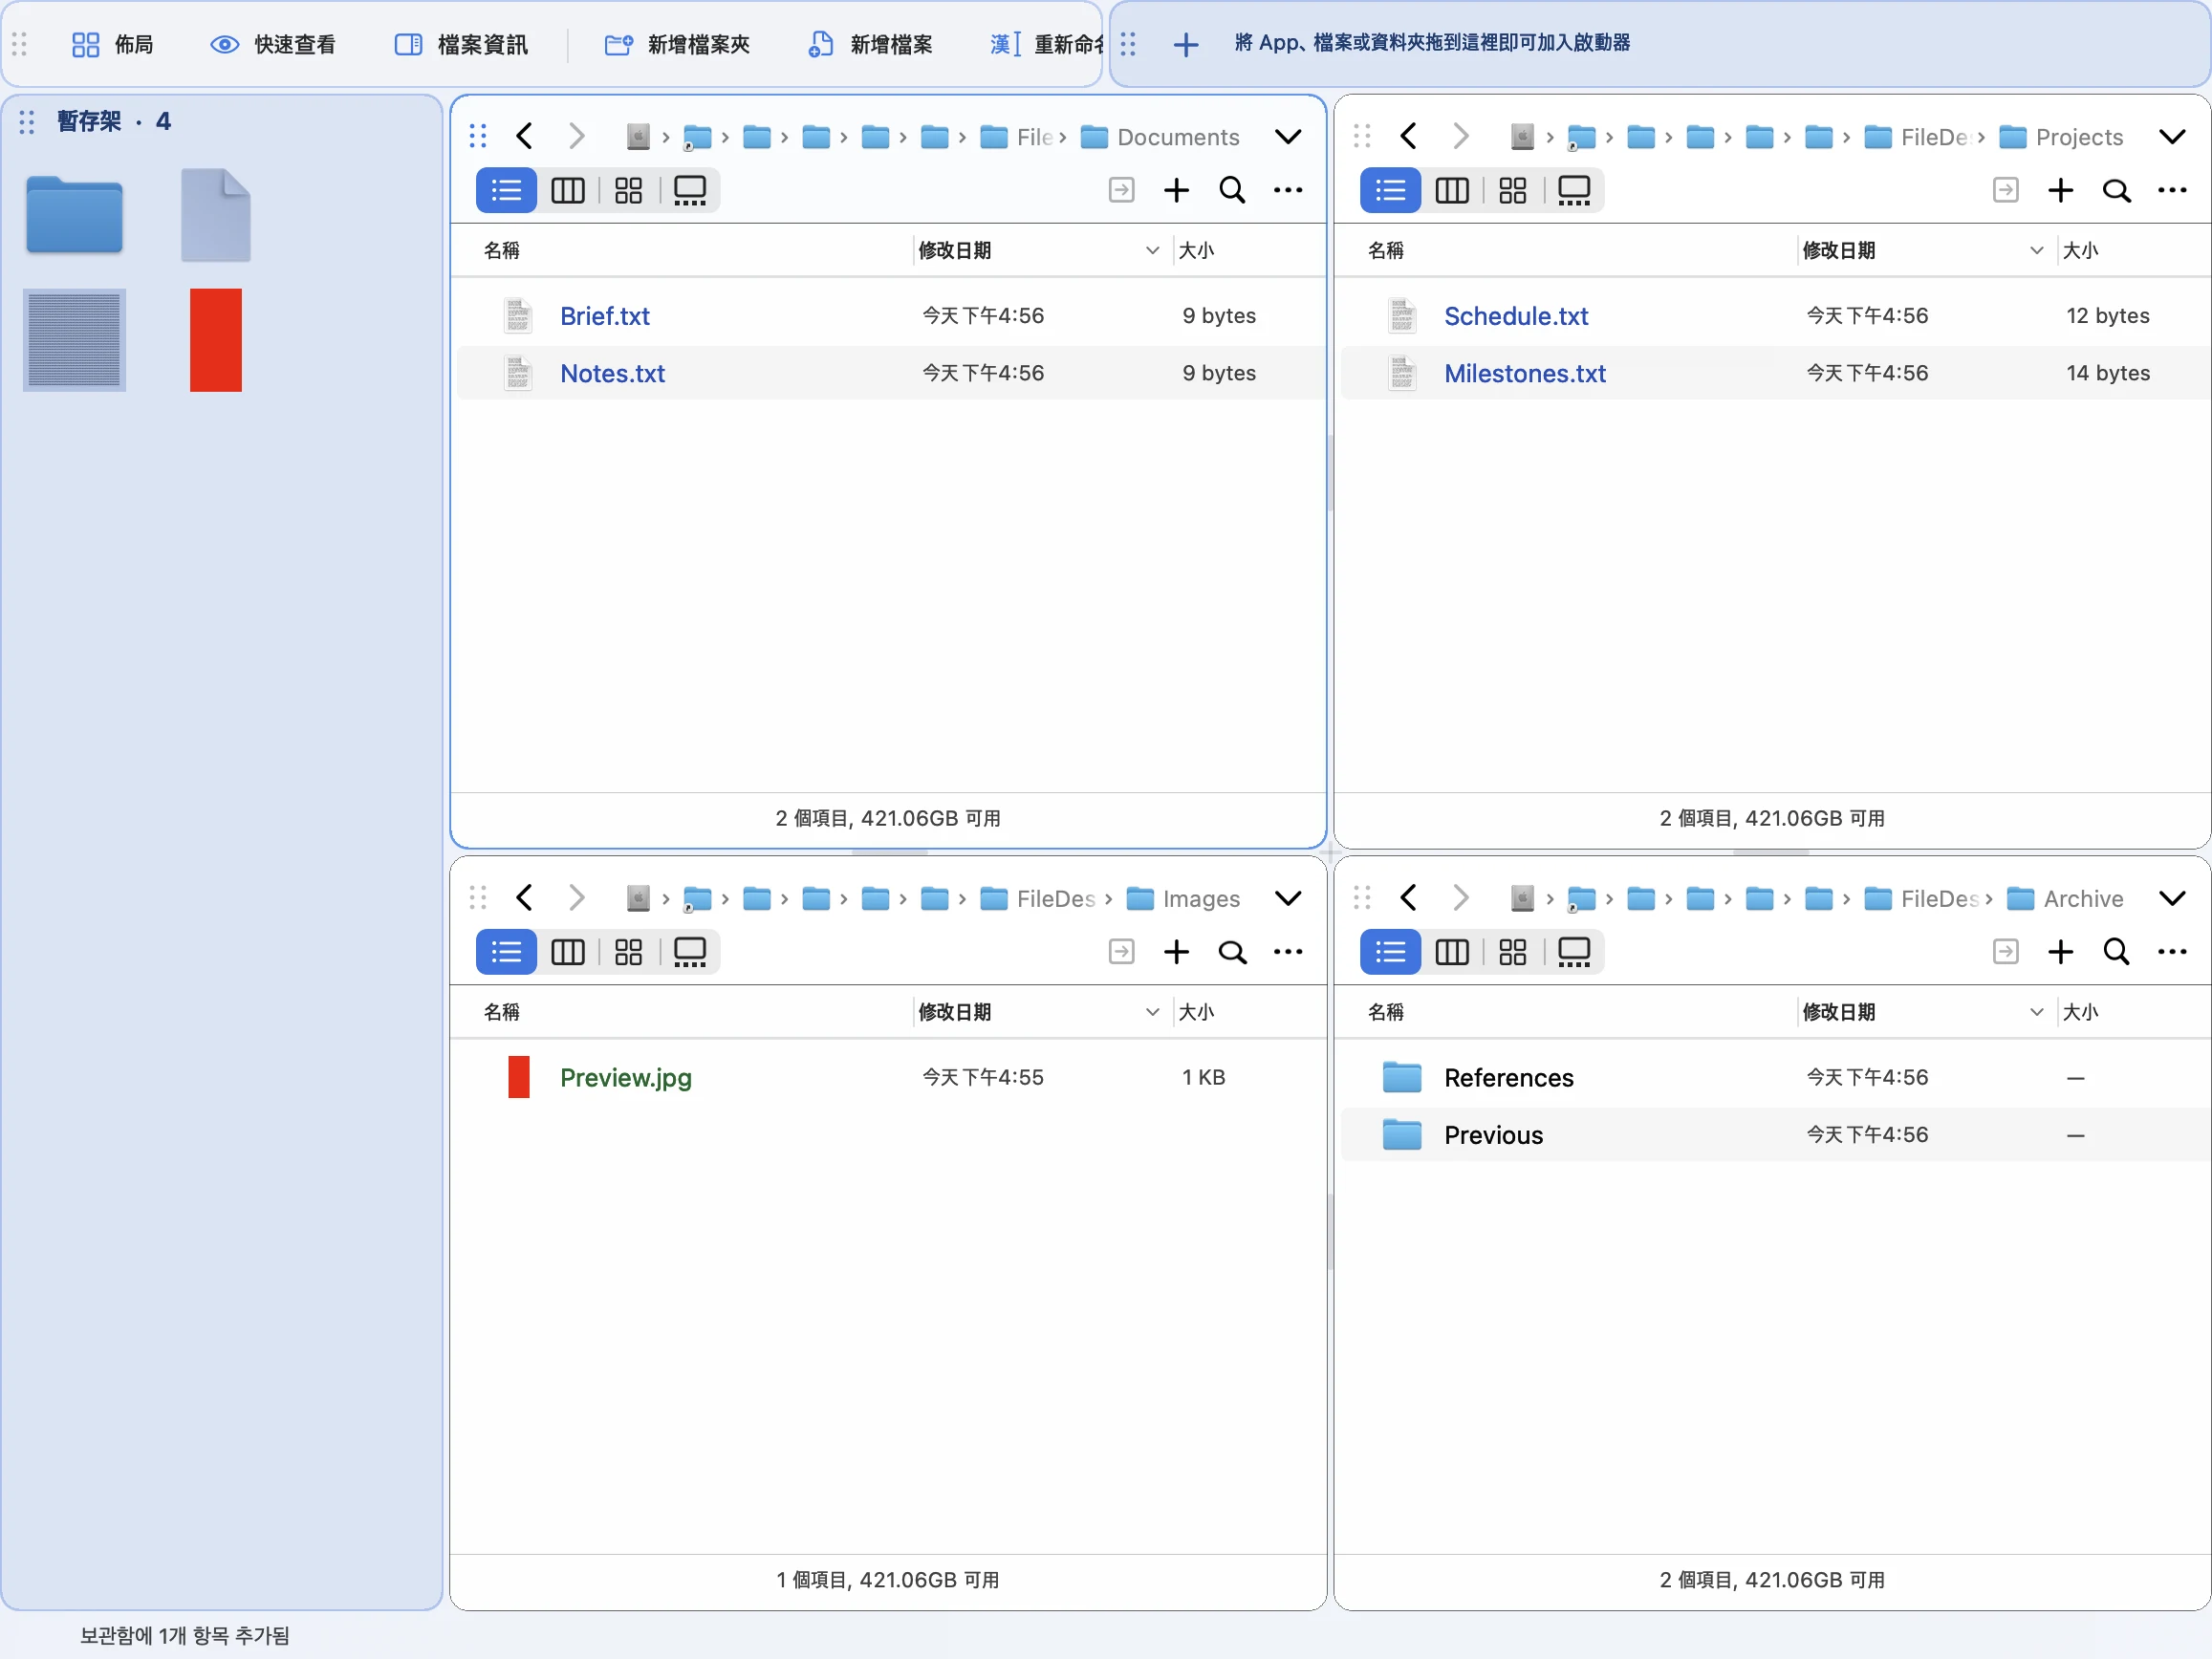 佈局 快速查看 檔案資訊 新增檔案夾 新增檔案 漢 重新命名
將 App、檔案或資料夾拖到這裡即可加入啟動器
暫存架 · 4
File Documents
名稱 修改日期 大小
Brief.txt 今天 下午4:56 9 bytes
Notes.txt 今天 下午4:56 9 bytes
2 個項目, 421.06GB 可用
FileDe Projects
名稱 修改日期 大小
Schedule.txt 今天 下午4:56 12 bytes
Milestones.txt 今天 下午4:56 14 bytes
2 個項目, 421.06GB 可用
FileDes Images
名稱 修改日期 大小
Preview.jpg 今天 下午4:55 1 KB
1 個項目, 421.06GB 可用
FileDes Archive
名稱 修改日期 大小
References 今天 下午4:56 —
Previous 今天 下午4:56 —
2 個項目, 421.06GB 可用
보관함에 1개 항목 추가됨